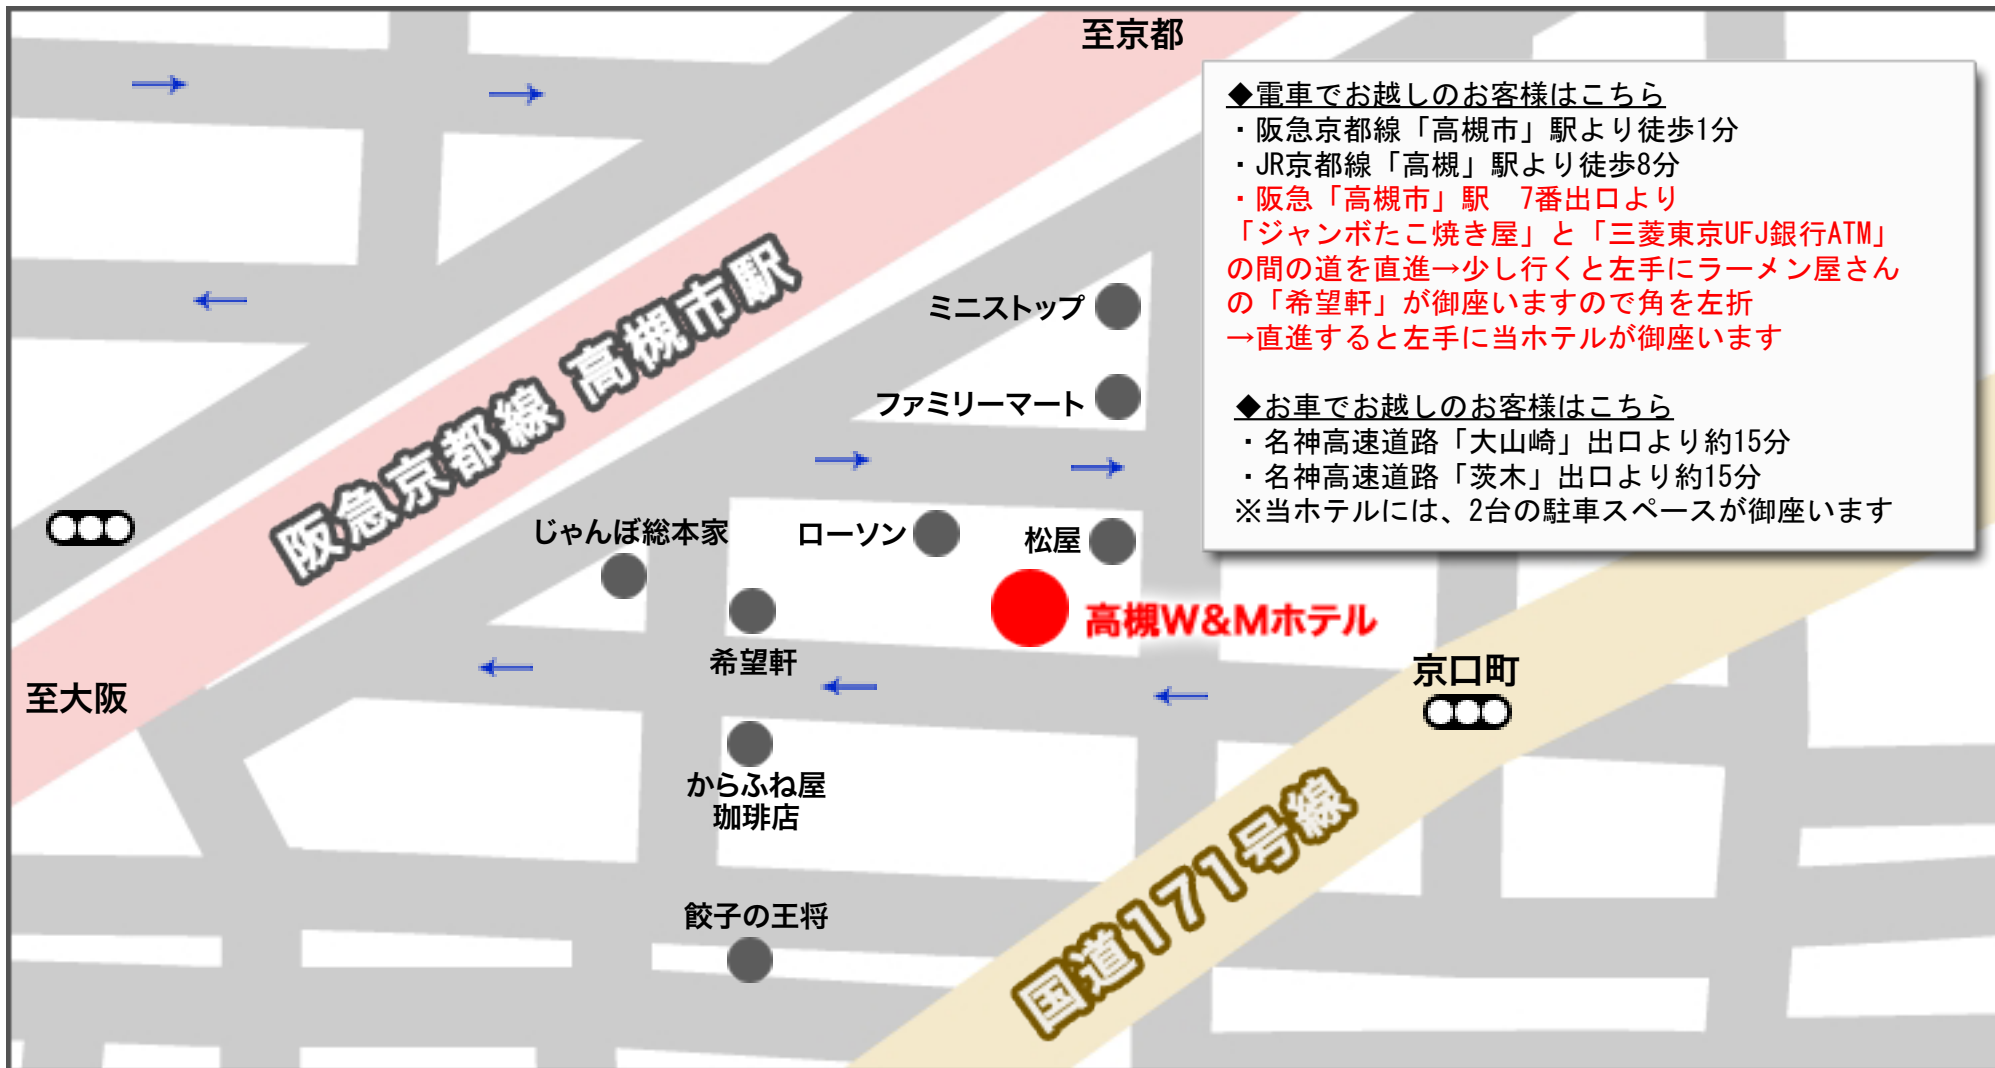 至京都
◆電車でお越しのお客様はこちら
・阪急京都線「高槻市」駅より徒歩1分
・JR京都線「高槻」駅より徒歩8分
・阪急「高槻市」駅　7番出口より
「ジャンボたこ焼き屋」と「三菱東京UFJ銀行ATM」
の間の道を直進→少し行くと左手にラーメン屋さん
の「希望軒」が御座いますので角を左折
→直進すると左手に当ホテルが御座います
◆お車でお越しのお客様はこちら
・名神高速道路「大山崎」出口より約15分
・名神高速道路「茨木」出口より約15分
※当ホテルには、2台の駐車スペースが御座います
阪急京都線 高槻市駅
ミニストップ
ファミリーマート
じゃんぼ総本家
ローソン
松屋
高槻W&Mホテル
希望軒
京口町
至大阪
からふね屋
珈琲店
国道171号線
餃子の王将